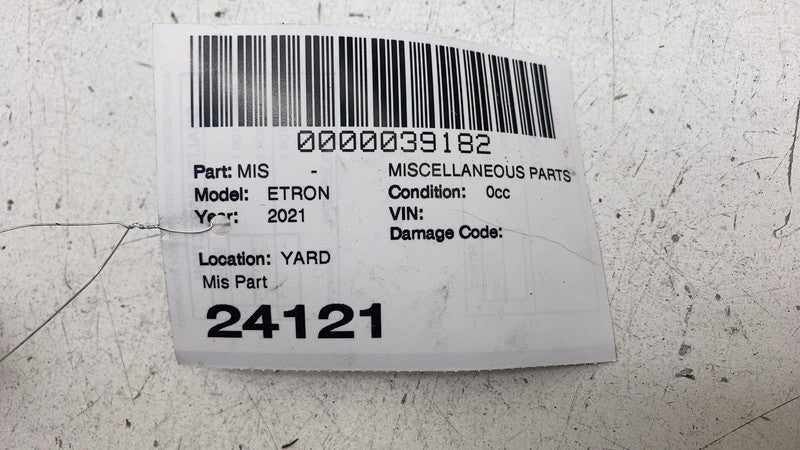 0000039182
Part: MIS - MISCELLANEOUS PARTS
Model: ETRON Condition: 0cc
Year: 2021 VIN:
Damage Code:
Location: YARD
Mis Part
24121